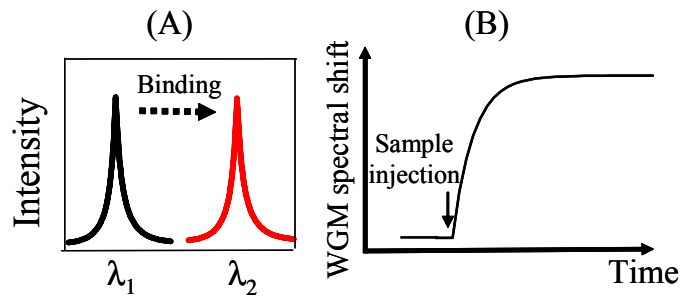 (A)
(B)
Intensity
Binding
λ₁
λ₂
WGM spectral shift
Sample
injection
Time